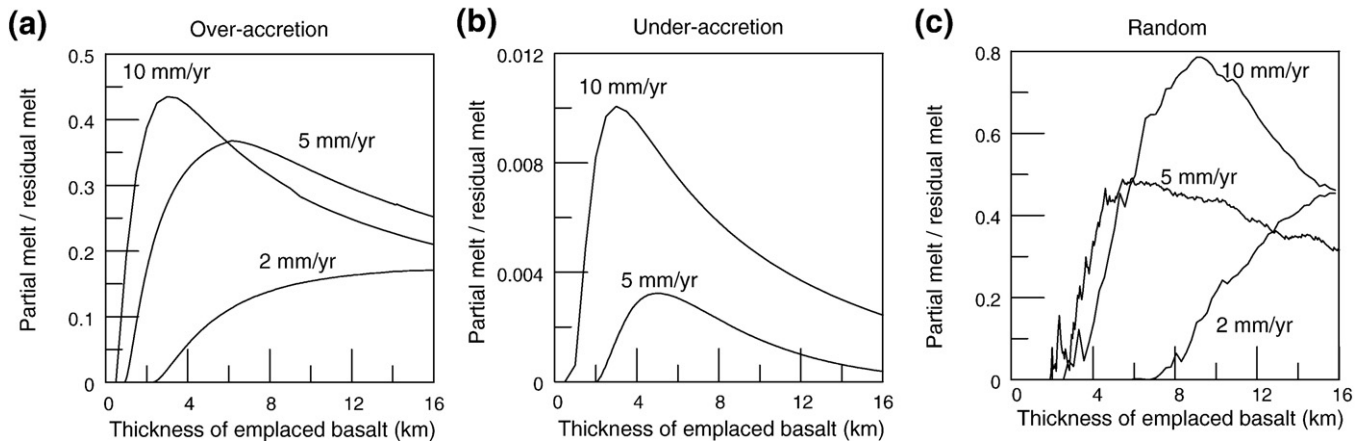 (a)
Over-accretion
0.5
0.4
0.3
0.2
0.1
0
Partial melt / residual melt
10 mm/yr
5 mm/yr
2 mm/yr
0 4 8 12 16
Thickness of emplaced basalt (km)
(b)
Under-accretion
0.012
0.008
0.004
0.000
Partial melt / residual melt
10 mm/yr
5 mm/yr
0 4 8 12 16
Thickness of emplaced basalt (km)
(c)
Random
0.8
0.6
0.4
0.2
0
Partial melt / residual melt
10 mm/yr
5 mm/yr
2 mm/yr
0 4 8 12 16
Thickness of emplaced basalt (km)